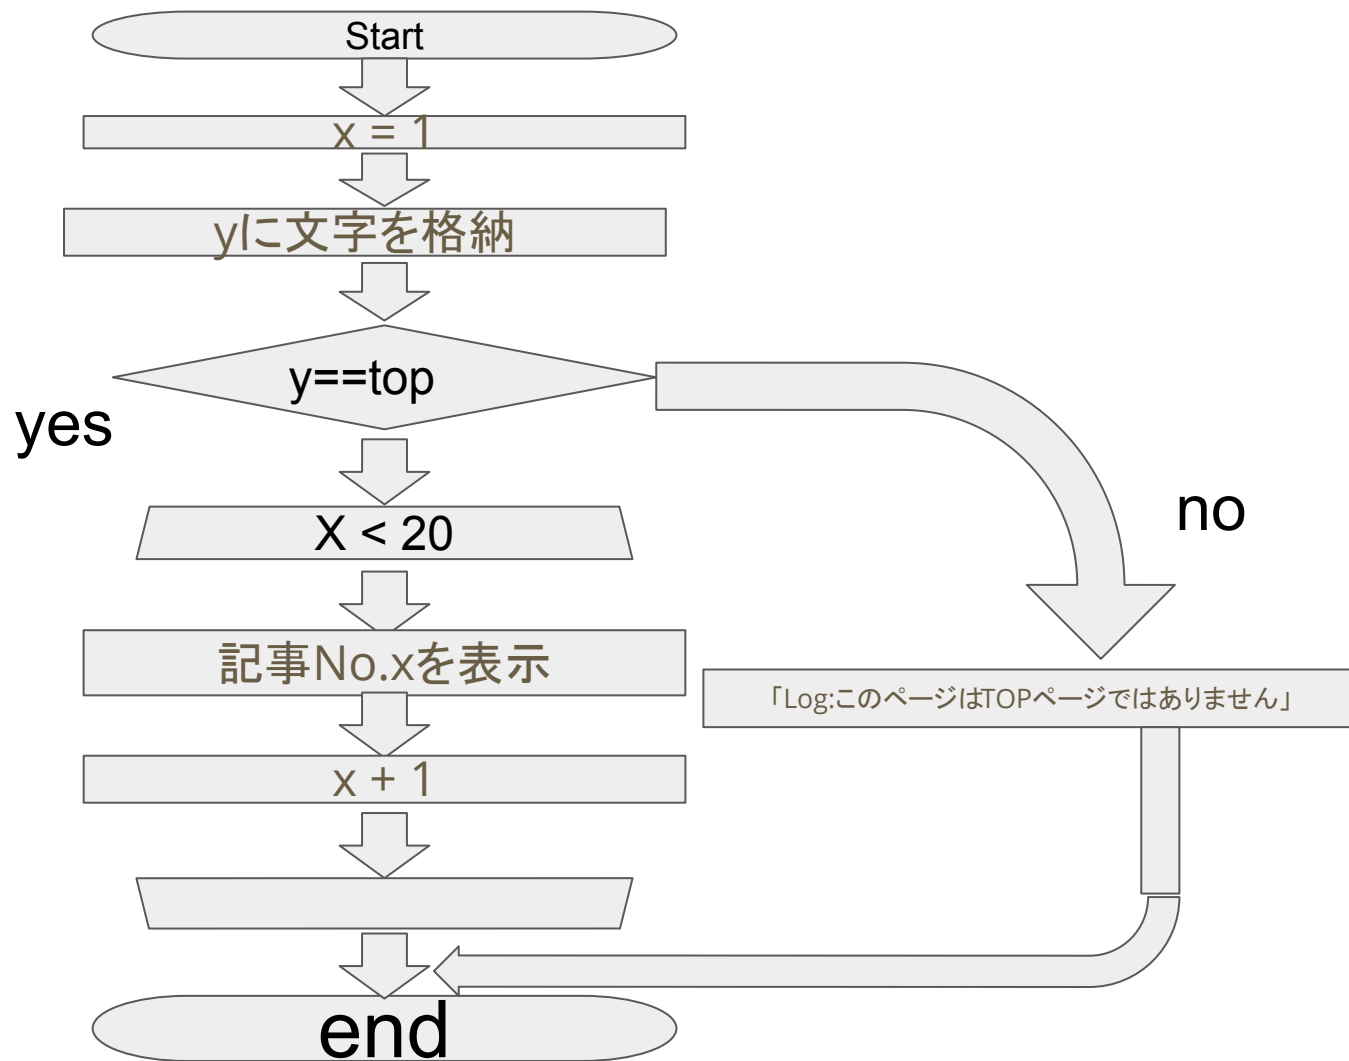 Start
x = 1
yに文字を格納
y==top
yes
no
X < 20
記事No.xを表示
「Log:このページはTOPページではありません」
x + 1
end